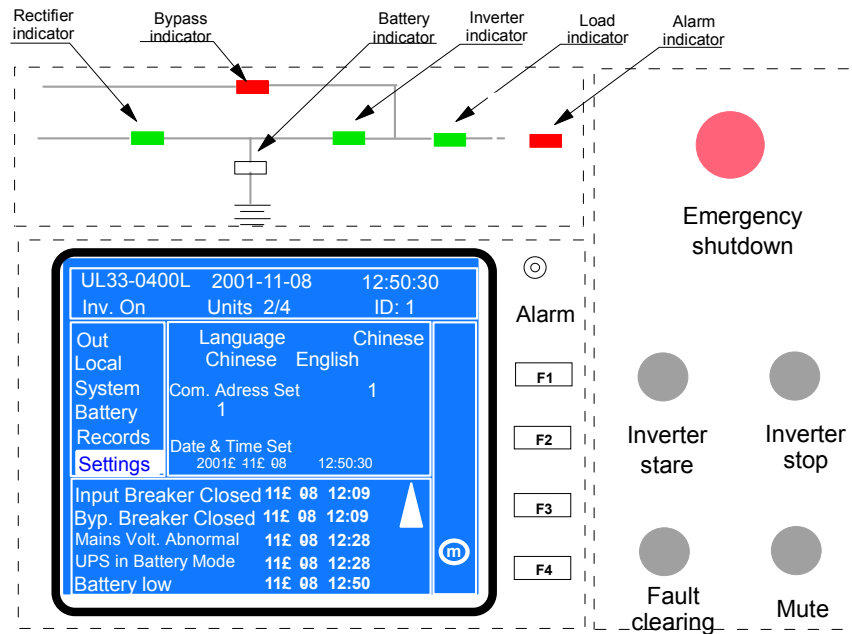 Rectifier indicator
Bypass indicator
Battery indicator
Inverter indicator
Load indicator
Alarm indicator
Emergency shutdown
UL33-0400L 2001-11-08 12:50:30
Inv. On Units 2/4 ID: 1
Alarm
Out
Local
System
Battery
Records
Settings
Language Chinese
Chinese English
Com. Adress Set 1
1
Date & Time Set
2001£ 11£ 08 12:50:30
Input Breaker Closed 11£ 08 12:09
Byp. Breaker Closed 11£ 08 12:09
Mains Volt. Abnormal 11£ 08 12:28
UPS in Battery Mode 11£ 08 12:28
Battery low 11£ 08 12:50
m
F1
F2
F3
F4
Inverter stare
Inverter stop
Fault clearing
Mute